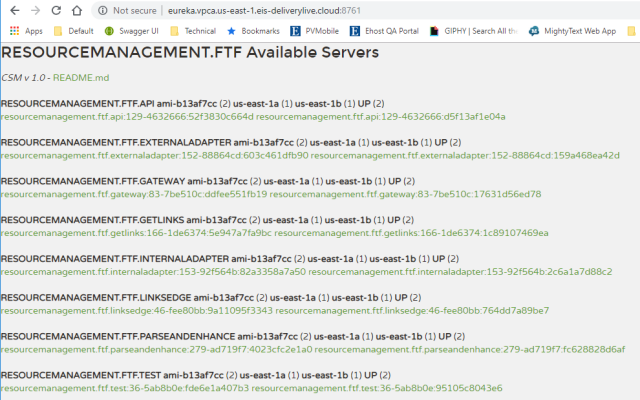 Not secure | eureka.vpca.us-east-1.eis-deliverylive.cloud:8761
Apps Default Swagger UI Technical Bookmarks PVMobile Ehost QA Portal GIPHY | Search All the MightyText Web App
RESOURCEMANAGEMENT.FTF Available Servers
CSM v 1.0 - README.md
RESOURCEMANAGEMENT.FTF.API ami-b13af7cc (2) us-east-1a (1) us-east-1b (1) UP (2)
resourcemanagement.ftf.api:129-4632666:52f3830c664d resourcemanagement.ftf.api:129-4632666:d5f13af1e04a
RESOURCEMANAGEMENT.FTF.EXTERNALADAPTER ami-b13af7cc (2) us-east-1a (1) us-east-1b (1) UP (2)
resourcemanagement.ftf.externaladapter:152-88864cd:603c461dfb90 resourcemanagement.ftf.externaladapter:152-88864cd:159a468ea42d
RESOURCEMANAGEMENT.FTF.GATEWAY ami-b13af7cc (2) us-east-1a (1) us-east-1b (1) UP (2)
resourcemanagement.ftf.gateway:83-7be510c:ddfee551fb19 resourcemanagement.ftf.gateway:83-7be510c:17631d56ed78
RESOURCEMANAGEMENT.FTF.GETLINKS ami-b13af7cc (2) us-east-1a (1) us-east-1b (1) UP (2)
resourcemanagement.ftf.getlinks:166-1de6374:5e947a7fa9bc resourcemanagement.ftf.getlinks:166-1de6374:1c89107469ea
RESOURCEMANAGEMENT.FTF.INTERNALADAPTER ami-b13af7cc (2) us-east-1a (1) us-east-1b (1) UP (2)
resourcemanagement.ftf.internaladapter:153-92f564b:82a3358a7a50 resourcemanagement.ftf.internaladapter:153-92f564b:2c6a1a7d88c2
RESOURCEMANAGEMENT.FTF.LINKSEDGE ami-b13af7cc (2) us-east-1a (1) us-east-1b (1) UP (2)
resourcemanagement.ftf.linksedge:46-fee80bb:9a11095f3343 resourcemanagement.ftf.linksedge:46-fee80bb:764dd7a89be7
RESOURCEMANAGEMENT.FTF.PARSEANDENHANCE ami-b13af7cc (2) us-east-1a (1) us-east-1b (1) UP (2)
resourcemanagement.ftf.parseandenhance:279-ad719f7:4023cfc2e1a0 resourcemanagement.ftf.parseandenhance:279-ad719f7:fc628828d6af
RESOURCEMANAGEMENT.FTF.TEST ami-b13af7cc (2) us-east-1a (1) us-east-1b (1) UP (2)
resourcemanagement.ftf.test:36-5ab8b0e:fde6e1a407b3 resourcemanagement.ftf.test:36-5ab8b0e:95105c8043e6